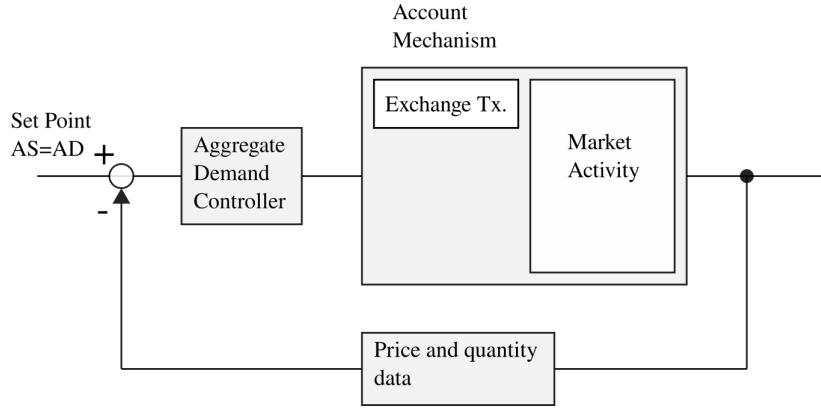 Account
Mechanism
Exchange Tx.
Set Point
AS=AD
+
-
Aggregate
Demand
Controller
Market
Activity
Price and quantity
data